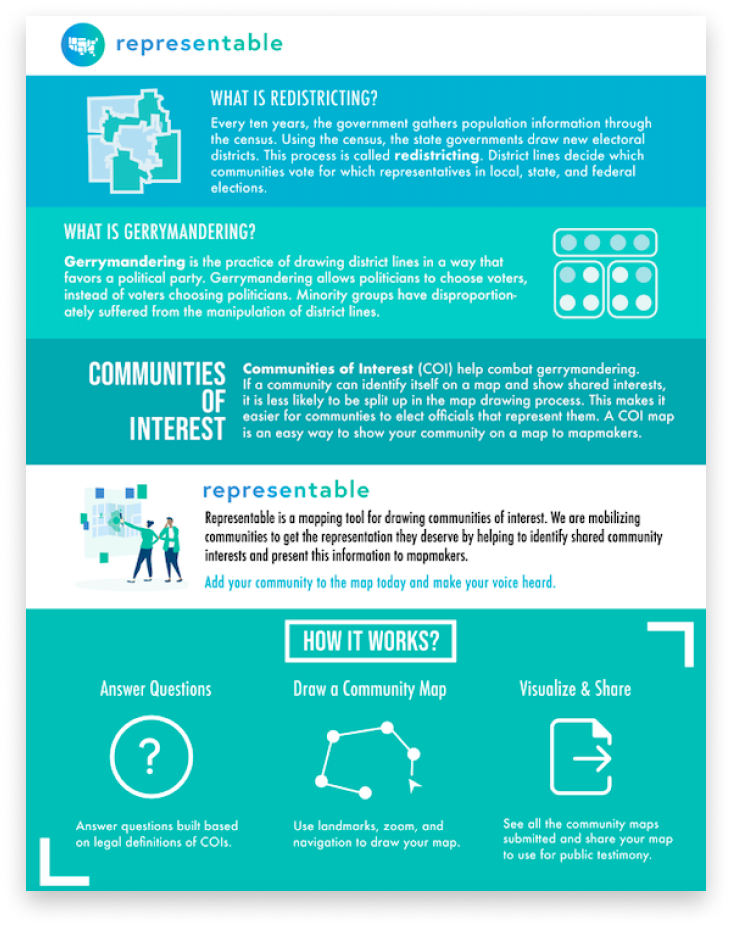 representable
WHAT IS REDISTRICTING?
Every ten years, the government gathers population information through
the census. Using the census, the state governments draw new electoral
districts. This process is called redistricting. District lines decide which
communities vote for which representatives in local, state, and federal
elections.
WHAT IS GERRYMANDERING?
Gerrymandering is the practice of drawing district lines in a way that
favors a political party. Gerrymandering allows politicians to choose voters,
instead of voters choosing politicians. Minority groups have disproportion-
ately suffered from the manipulation of district lines.
COMMUNITIES
OF
INTEREST
Communities of Interest (COI) help combat gerrymandering.
If a community can identify itself on a map and show shared interests,
it is less likely to be split up in the map drawing process. This makes it
easier for communties to elect officials that represent them. A COI map
is an easy way to show your community on a map to mapmakers.
representable
Representable is a mapping tool for drawing communities of interest. We are mobilizing
communities to get the representation they deserve by helping to identify shared community
interests and present this information to mapmakers.
Add your community to the map today and make your voice heard.
HOW IT WORKS?
Answer Questions
?
Answer questions built based
on legal definitions of COIs.
Draw a Community Map
Use landmarks, zoom, and
navigation to draw your map.
Visualize & Share
See all the community maps
submitted and share your map
to use for public testimony.